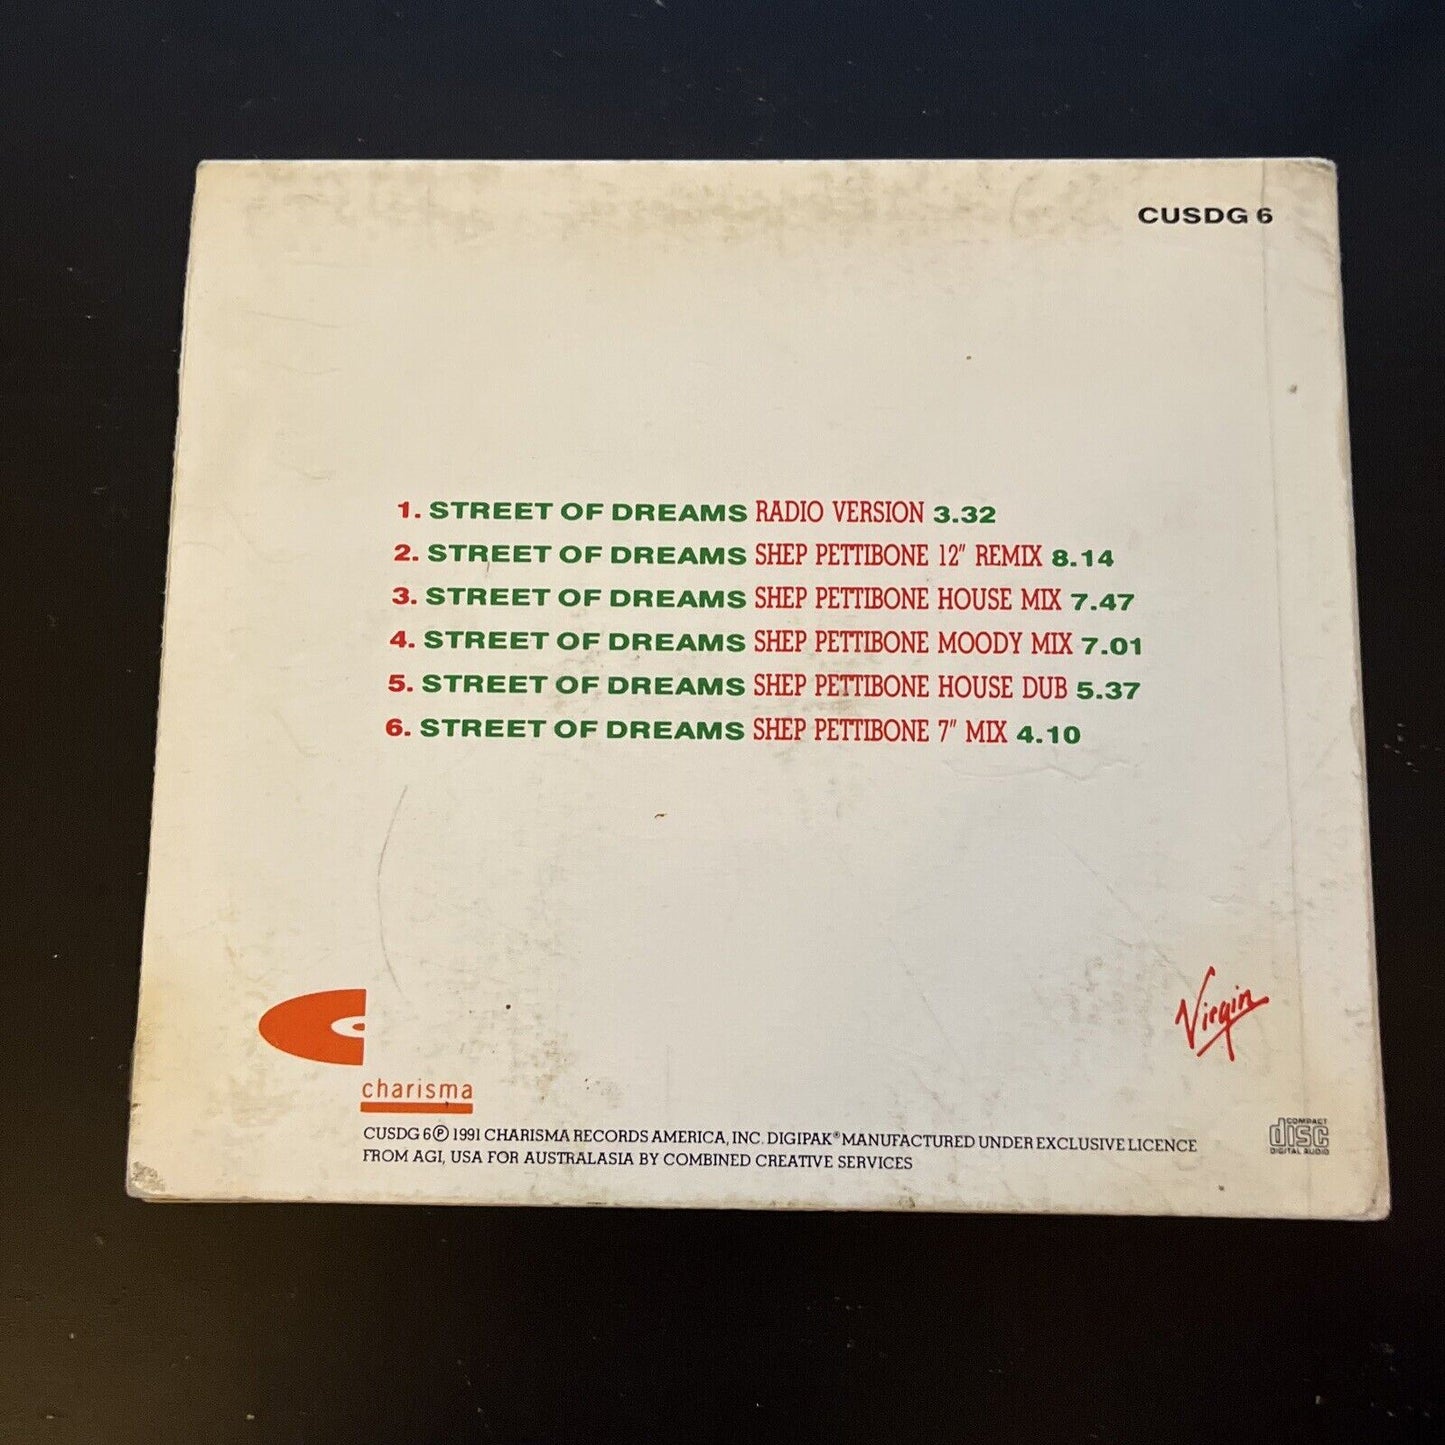 CUSDG 6
1. STREET OF DREAMS RADIO VERSION 3.32
2. STREET OF DREAMS SHEP PETTIBONE 12" REMIX 8.14
3. STREET OF DREAMS SHEP PETTIBONE HOUSE MIX 7.47
4. STREET OF DREAMS SHEP PETTIBONE MOODY MIX 7.01
5. STREET OF DREAMS SHEP PETTIBONE HOUSE DUB 5.37
6. STREET OF DREAMS SHEP PETTIBONE 7" MIX 4.10
Virgin
charisma
CUSDG 6 ℗ 1991 CHARISMA RECORDS AMERICA, INC. DIGIPAK® MANUFACTURED UNDER EXCLUSIVE LICENCE
FROM AGI, USA FOR AUSTRALASIA BY COMBINED CREATIVE SERVICES
COMPACT
disc
DIGITAL AUDIO